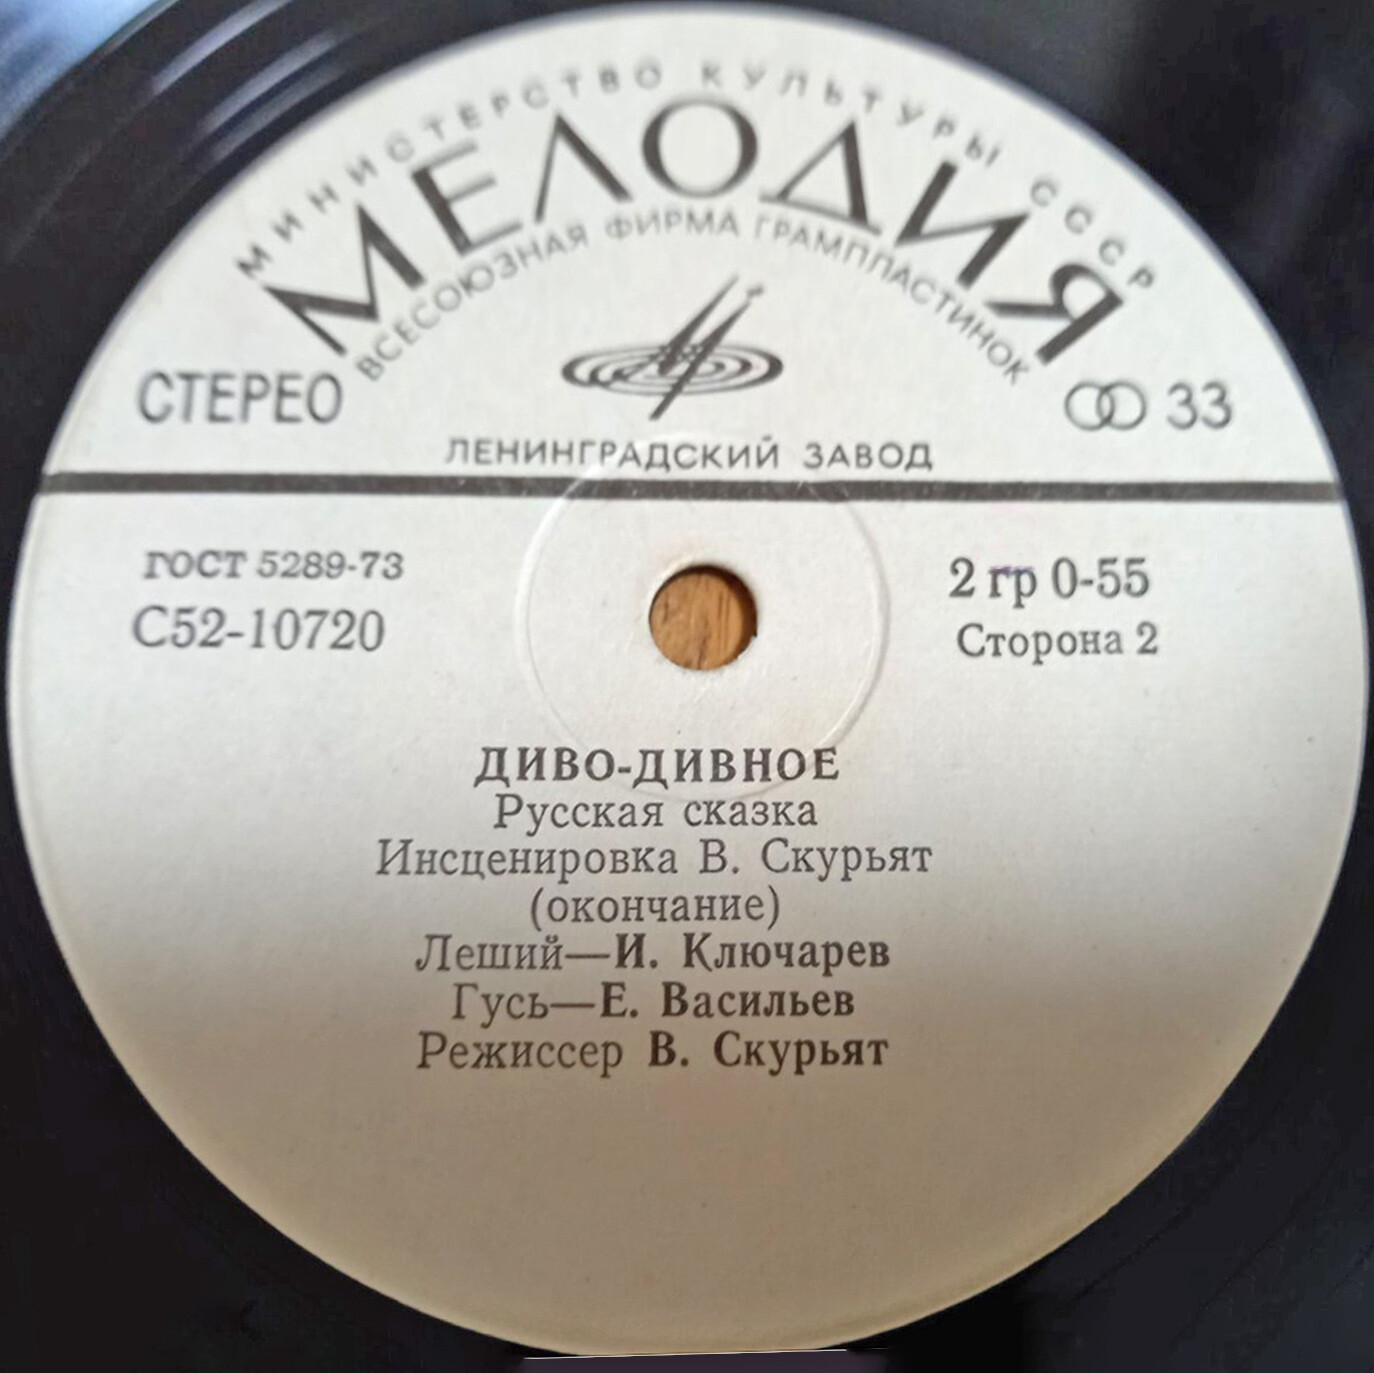 МИНИСТЕРСТВО КУЛЬТУРЫ СССР
МЕЛОДИЯ
ВСЕСОЮЗНАЯ ФИРМА ГРАМПЛАСТИНОК
СТЕРЕО
33
ЛЕНИНГРАДСКИЙ ЗАВОД
ГОСТ 5289-73
2 гр 0-55
С52-10720
Сторона 2
ДИВО-ДИВНОЕ
Русская сказка
Инсценировка В. Скурьят
(окончание)
Леший—И. Ключарев
Гусь—Е. Васильев
Режиссер В. Скурьят